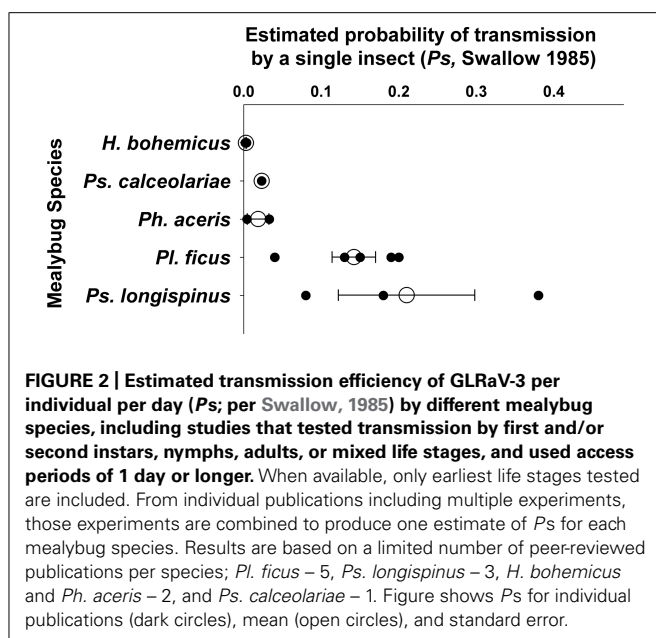 Estimated probability of transmission
by a single insect (Ps, Swallow 1985)
0.0 0.1 0.2 0.3 0.4
Mealybug Species
H. bohemicus
Ps. calceolariae
Ph. aceris
Pl. ficus
Ps. longispinus
FIGURE 2 | Estimated transmission efficiency of GLRaV-3 per
individual per day (Ps; per Swallow, 1985) by different mealybug
species, including studies that tested transmission by first and/or
second instars, nymphs, adults, or mixed life stages, and used access
periods of 1 day or longer. When available, only earliest life stages tested
are included. From individual publications including multiple experiments,
those experiments are combined to produce one estimate of Ps for each
mealybug species. Results are based on a limited number of peer-reviewed
publications per species; Pl. ficus – 5, Ps. longispinus – 3, H. bohemicus
and Ph. aceris – 2, and Ps. calceolariae – 1. Figure shows Ps for individual
publications (dark circles), mean (open circles), and standard error.